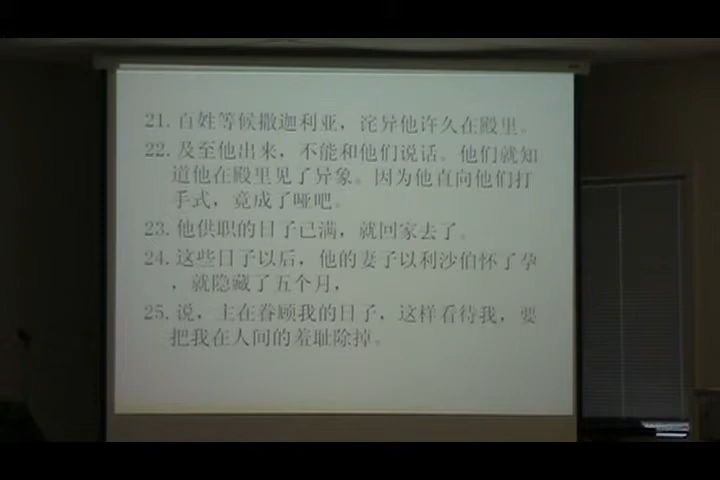 21. 百姓等候撒迦利亚，诧异他许久在殿里。
22. 及至他出来，不能和他们说话。他们就知
道他在殿里见了异象。因为他直向他们打
手式，竟成了哑吧。
23. 他供职的日子已满，就回家去了。
24. 这些日子以后，他的妻子以利沙伯怀了孕
，就隐藏了五个月，
25. 说，主在眷顾我的日子，这样看待我，要
把我在人间的羞耻除掉。